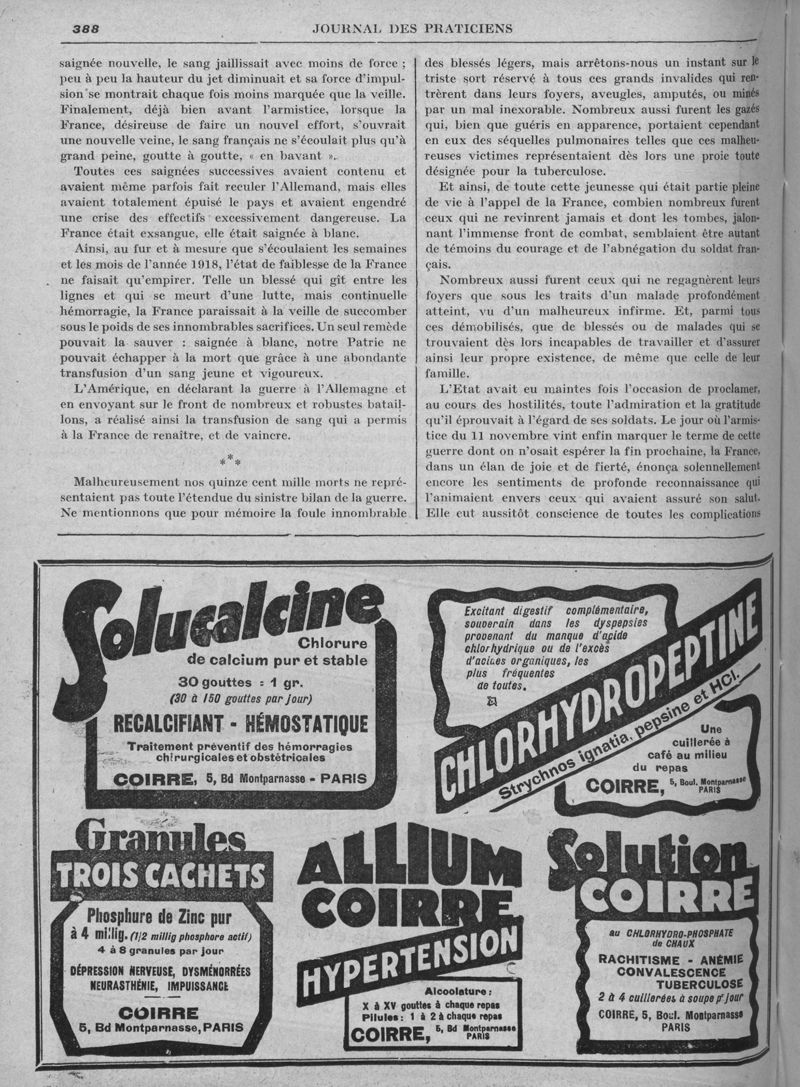 388
JOURNAL DES PRATICIENS
saignée nouvelle, le sang jaillissait avec moins de force ;
peu à peu la hauteur du jet diminuait et sa force d'impul-
sion se montrait chaque fois moins marquée que la veille.
Finalement, déjà bien avant l'armistice, lorsque la
France, désireuse de faire un nouvel effort, s'ouvrait
une nouvelle veine, le sang français ne s'écoulait plus qu'à
grand peine, goutte à goutte, « en bavant ».
Toutes ces saignées successives avaient contenu et
avaient même parfois fait reculer l'Allemand, mais elles
avaient totalement épuisé le pays et avaient engendré
une crise des effectifs excessivement dangereuse. La
France était exsangue, elle était saignée à blanc.
Ainsi, au fur et à mesure que s'écoulaient les semaines
et les mois de l'année 1918, l'état de faiblesse de la France
ne faisait qu'empirer. Telle un blessé qui gît entre les
lignes et qui se meurt d'une lutte, mais continuelle
hémorragie, la France paraissait à la veille de succomber
sous le poids de ses innombrables sacrifices. Un seul remède
pouvait la sauver : saignée à blanc, notre Patrie ne
pouvait échapper à la mort que grâce à une abondante
transfusion d'un sang jeune et vigoureux.
L'Amérique, en déclarant la guerre à l'Allemagne et
en envoyant sur le front de nombreux et robustes batail-
lons, a réalisé ainsi la transfusion de sang qui a permis
à la France de renaître, et de vaincre.
***
Malheureusement nos quinze cent mille morts ne repré-
sentaient pas toute l'étendue du sinistre bilan de la guerre.
Ne mentionnons que pour mémoire la foule innombrable
des blessés légers, mais arrêtons-nous un instant sur le
triste sort réservé à tous ces grands invalides qui ren-
trèrent dans leurs foyers, aveugles, amputés, ou minés
par un mal inexorable. Nombreux aussi furent les gazés
qui, bien que guéris en apparence, portaient cependant
en eux des séquelles pulmonaires telles que ces malheu-
reuses victimes représentaient dès lors une proie toute
désignée pour la tuberculose.
Et ainsi, de toute cette jeunesse qui était partie pleine
de vie à l'appel de la France, combien nombreux furent
ceux qui ne revinrent jamais et dont les tombes, jalon-
nant l'immense front de combat, semblaient être autant
de témoins du courage et de l'abnégation du soldat fran-
çais.
Nombreux aussi furent ceux qui ne regagnèrent leurs
foyers que sous les traits d'un malade profondément
atteint, vu d'un malheureux infirme. Et, parmi tous
ces démobilisés, que de blessés ou de malades qui se
trouvaient dès lors incapables de travailler et d'assurer
ainsi leur propre existence, de même que celle de leur
famille.
L'Etat avait eu maintes fois l'occasion de proclamer,
au cours des hostilités, toute l'admiration et la gratitude
qu'il éprouvait à l'égard de ses soldats. Le jour où l'armis-
tice du 11 novembre vint enfin marquer le terme de cette
guerre dont on n'osait espérer la fin prochaine, la France,
dans un élan de joie et de fierté, énonça solennellement
encore les sentiments de profonde reconnaissance qui
l'animaient envers ceux qui avaient assuré son salut.
Elle eut aussitôt conscience de toutes les complications
Solucalcine
Chlorure
de calcium pur et stable
30 gouttes = 1 gr.
(30 à 150 gouttes par jour)
RECALCIFIANT - HÉMOSTATIQUE
Traitement préventif des hémorragies
chirurgicales et obstétricales
COIRRE, 5, Bd Montparnasse - PARIS
Excitant digestif complémentaire,
souverain dans les dyspepsies
provenant du manque d'acide
chlorhydrique ou de l'excès
d'acides organiques, les
plus fréquentes
de toutes.
CHLORHYDROPEPTINE
Strychnos ignatia, pepsine et HCl.
Une
cuillerée à
café au milieu
du repas
COIRRE, 5, Boul. Montparnasse
PARIS
Granules
TROIS CACHETS
Phosphure de Zinc pur
à 4 millig. (1/2 millig phosphore actif)
4 à 8 granules par jour
DÉPRESSION NERVEUSE, DYSMÉNORRÉES
NEURASTHÉNIE, IMPUISSANCE
COIRRE
5, Bd Montparnasse, PARIS
ALLIUM
COIRRE
HYPERTENSION
Alcoolature :
X à XV gouttes à chaque repas
Pilules : 1 à 2 à chaque repas
COIRRE, 5, Bd Montparnasse
PARIS
Solution
COIRRE
au CHLORHYDRO-PHOSPHATE
de CHAUX
RACHITISME - ANÉMIE
CONVALESCENCE
TUBERCULOSE
2 à 4 cuillerées à soupe pr jour
COIRRE, 5, Boul. Montparnasse
PARIS